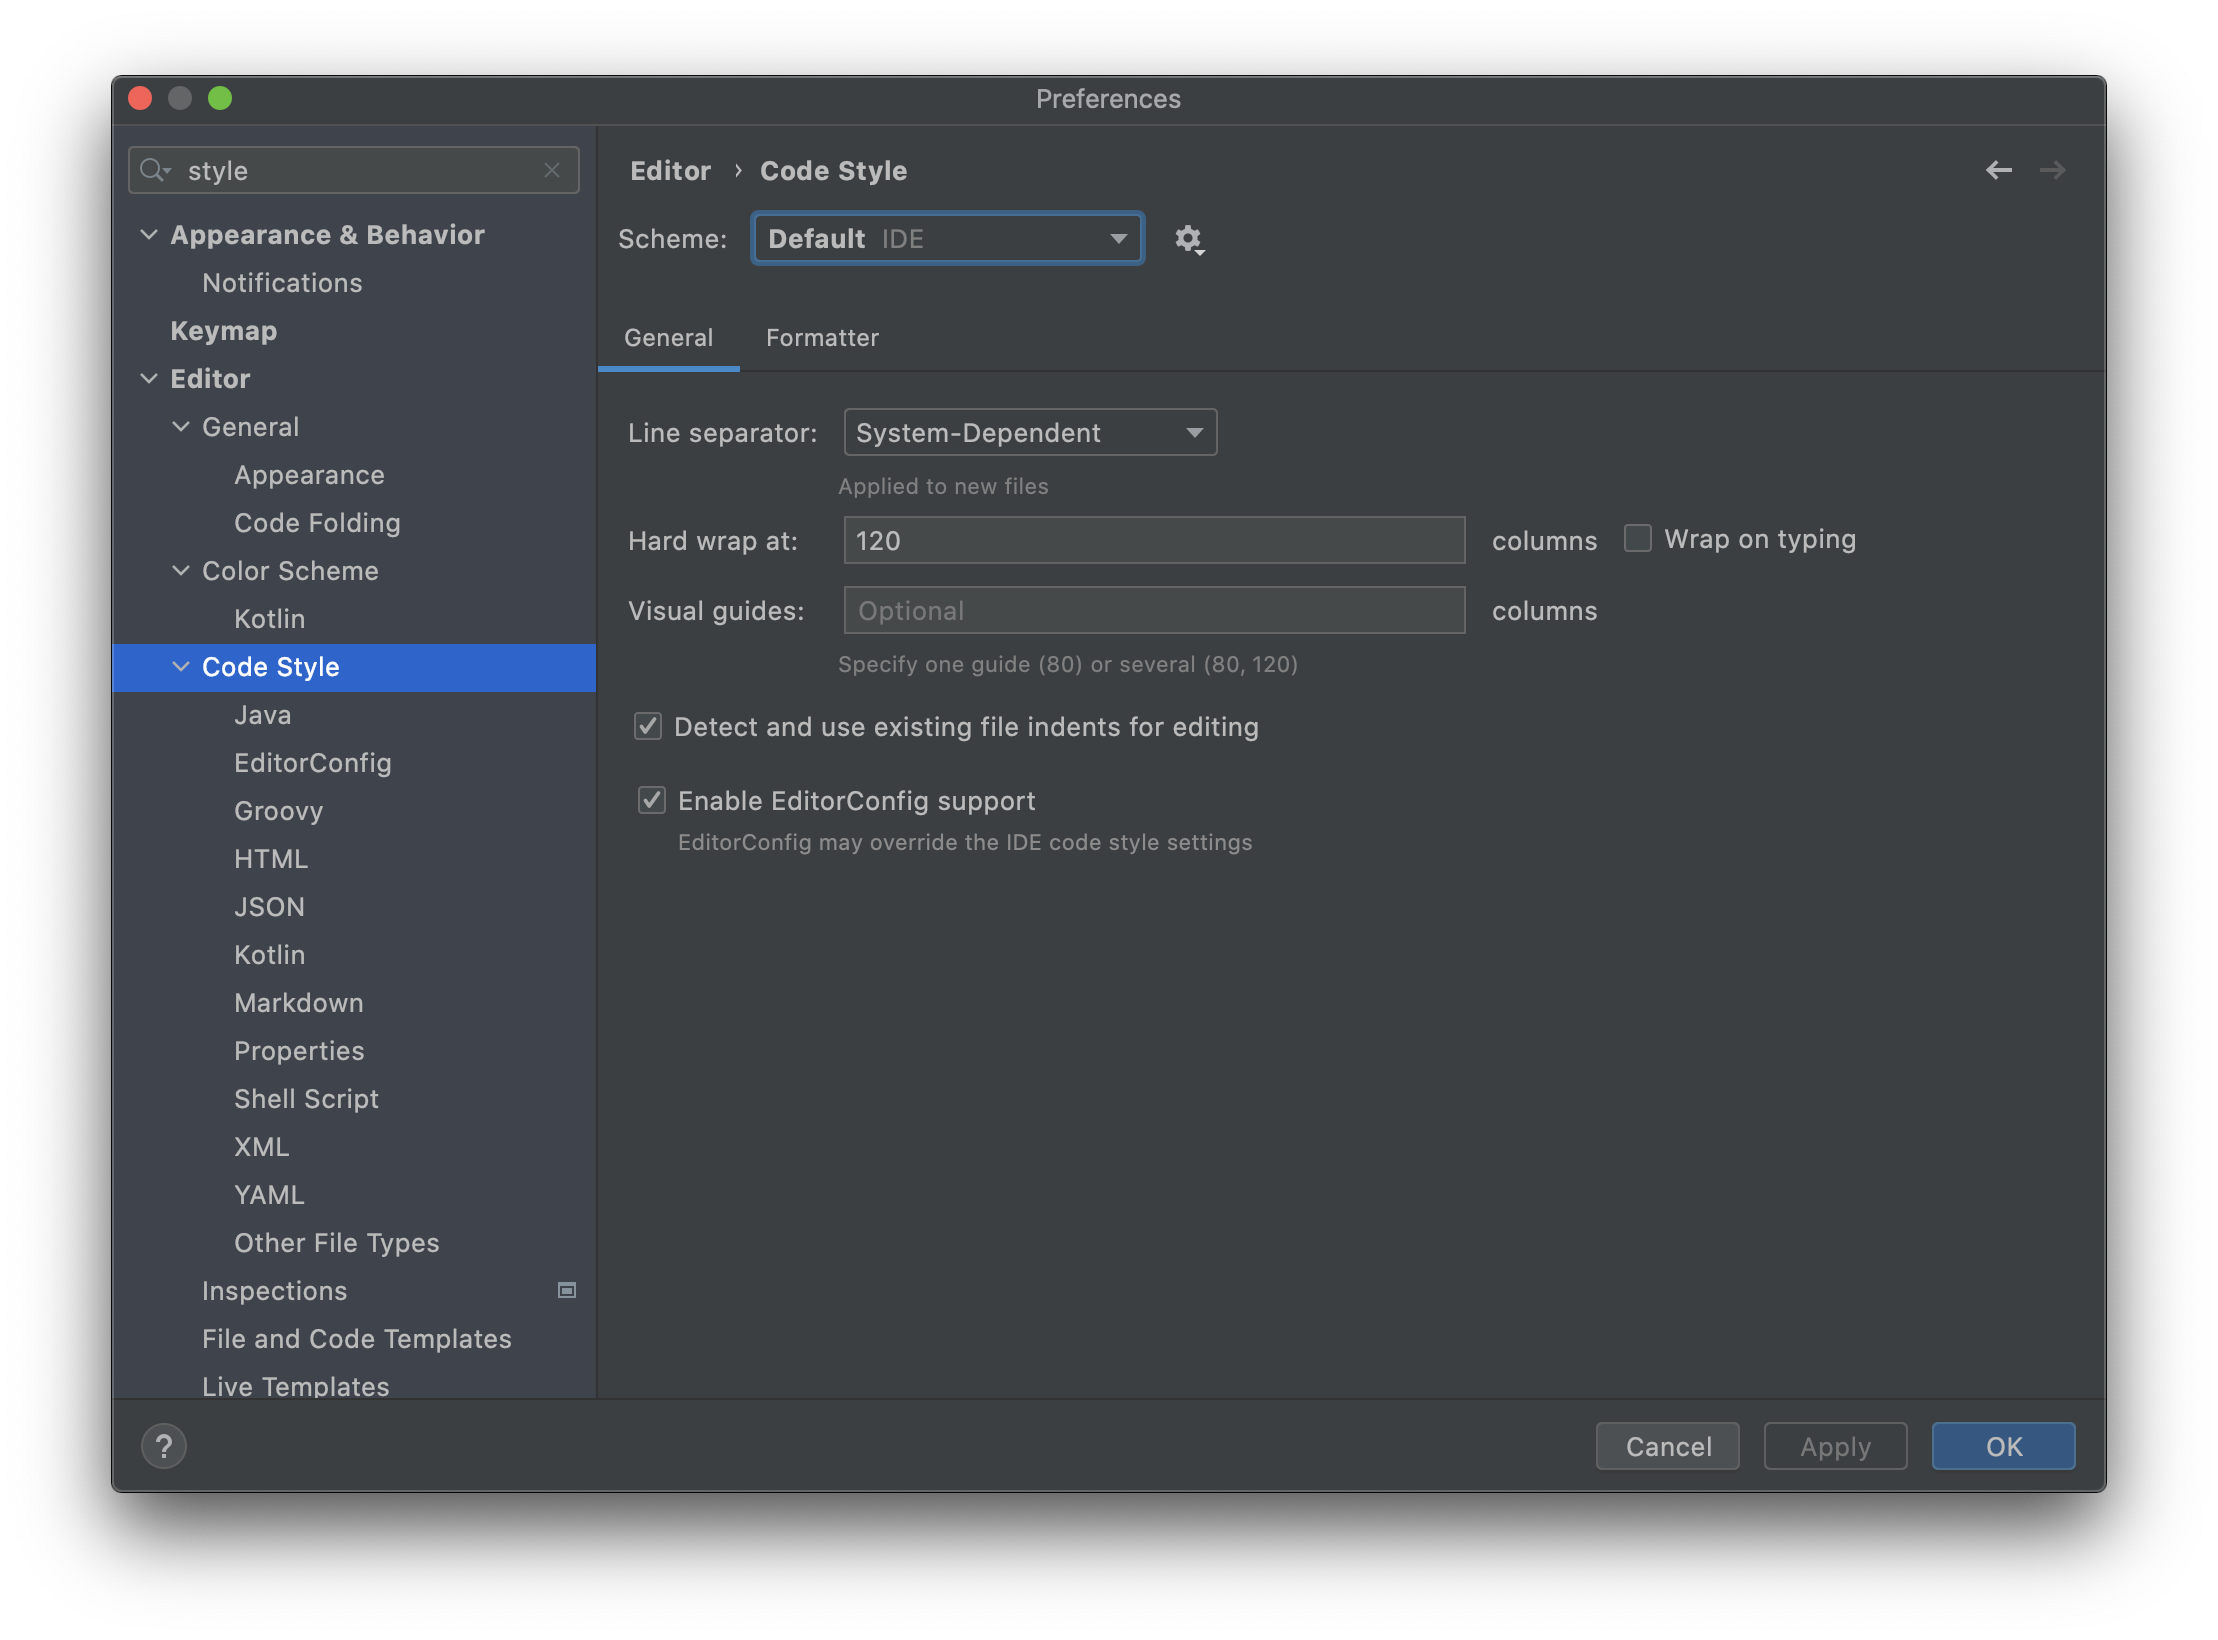 Preferences
style
Appearance & Behavior
Notifications
Keymap
Editor
General
Appearance
Code Folding
Color Scheme
Kotlin
Code Style
Java
EditorConfig
Groovy
HTML
JSON
Kotlin
Markdown
Properties
Shell Script
XML
YAML
Other File Types
Inspections
File and Code Templates
Live Templates
Editor › Code Style
Scheme: Default IDE
General Formatter
Line separator: System-Dependent
Applied to new files
Hard wrap at: 120 columns Wrap on typing
Visual guides: Optional columns
Specify one guide (80) or several (80, 120)
Detect and use existing file indents for editing
Enable EditorConfig support
EditorConfig may override the IDE code style settings
? Cancel Apply OK